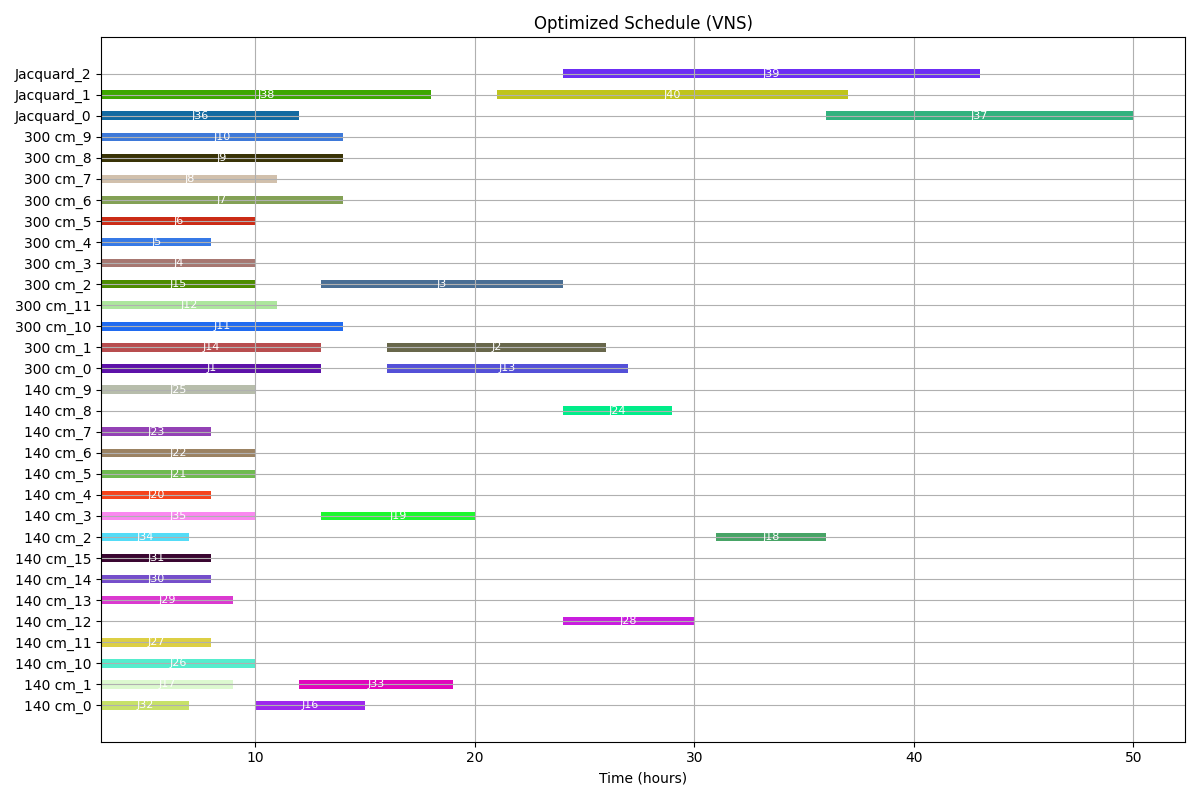 Optimized Schedule (VNS)
Jacquard_2 J39
Jacquard_1 J38 J40
Jacquard_0 J36 J37
300 cm_9 J10
300 cm_8 J9
300 cm_7 J8
300 cm_6 J7
300 cm_5 J6
300 cm_4 J5
300 cm_3 J4
300 cm_2 J15 J3
300 cm_11 J12
300 cm_10 J11
300 cm_1 J14 J2
300 cm_0 J1 J13
140 cm_9 J25
140 cm_8 J24
140 cm_7 J23
140 cm_6 J22
140 cm_5 J21
140 cm_4 J20
140 cm_3 J35 J19
140 cm_2 J34 J18
140 cm_15 J31
140 cm_14 J30
140 cm_13 J29
140 cm_12 J28
140 cm_11 J27
140 cm_10 J26
140 cm_1 J17 J33
140 cm_0 J32 J16
10 20 30 40 50
Time (hours)